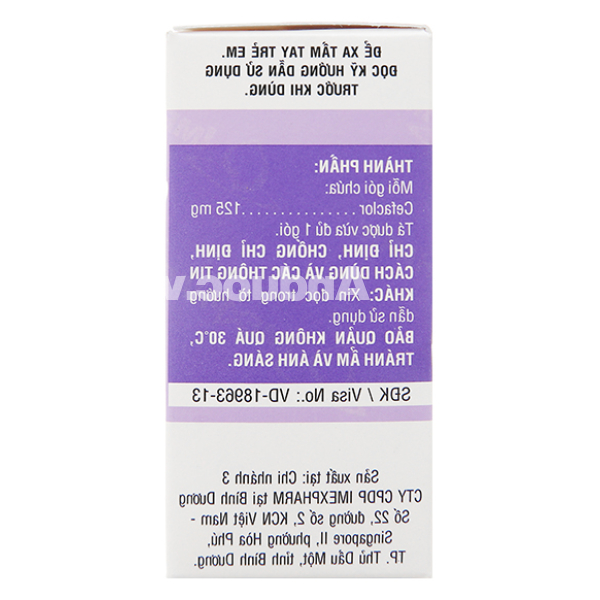 ĐỂ XA TẦM TAY TRẺ EM.
ĐỌC KỸ HƯỚNG DẪN SỬ DỤNG
TRƯỚC KHI DÙNG.
THÀNH PHẦN:
Mỗi gói chứa:
Cefaclor ..................125 mg
Tá dược vừa đủ 1 gói.
CHỈ ĐỊNH, CHỐNG CHỈ ĐỊNH,
CÁCH DÙNG VÀ CÁC THÔNG TIN
KHÁC: Xin đọc trong tờ hướng
dẫn sử dụng.
BẢO QUẢN KHÔNG QUÁ 30°C,
TRÁNH ẨM VÀ ÁNH SÁNG.
SDK / Visa No.: VD-18963-13
Sản xuất tại: Chi nhánh 3
CTY CPDP IMEXPHARM tại Bình Dương
Số 22, đường số 2, KCN Việt Nam -
Singapore II, phường Hòa Phú,
TP. Thủ Dầu Một, tỉnh Bình Dương.